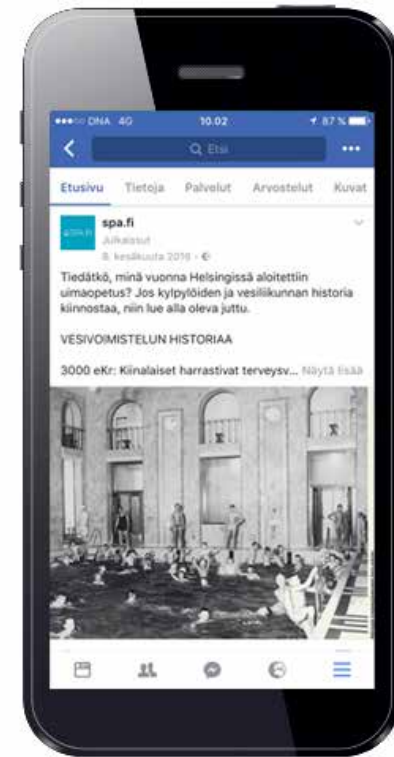 DNA 4G 10.02 87 %
Etsi
Etusivu Tietoja Palvelut Arvostelut Kuvat
spa.fi
Julkaissut
8. kesäkuuta 2016
Tiedätkö, minä vuonna Helsingissä aloitettiin
uimaopetus? Jos kylpylöiden ja vesiliikunnan historia
kiinnostaa, niin lue alla oleva juttu.
VESIVOIMISTELUN HISTORIAA
3000 eKr: Kiinalaiset harrastivat terveysv... Näytä lisää